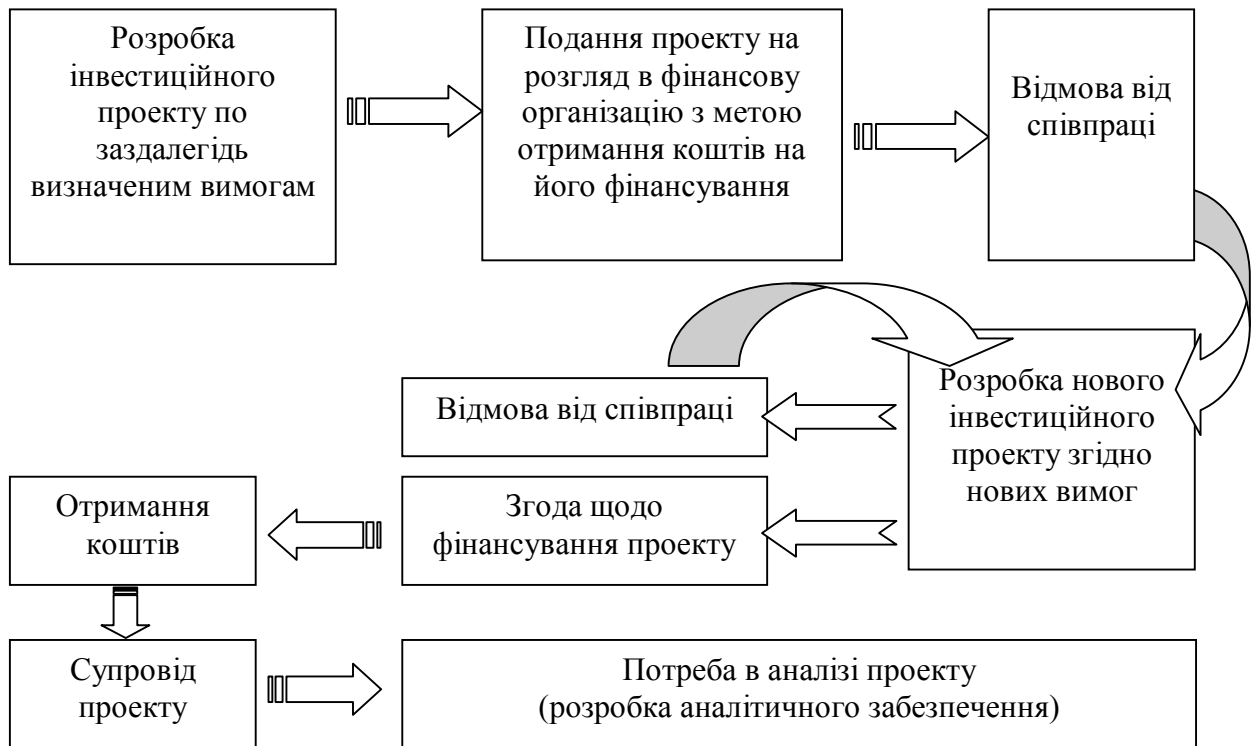 Розробка
інвестиційного
проекту по
заздалегідь
визначеним вимогам
Подання проекту на
розгляд в фінансову
організацію з метою
отримання коштів на
його фінансування
Відмова від
співпраці
Розробка нового
інвестиційного
проекту згідно
нових вимог
Відмова від співпраці
Згода щодо
фінансування проекту
Отримання
коштів
Супровід
проекту
Потреба в аналізі проекту
(розробка аналітичного забезпечення)